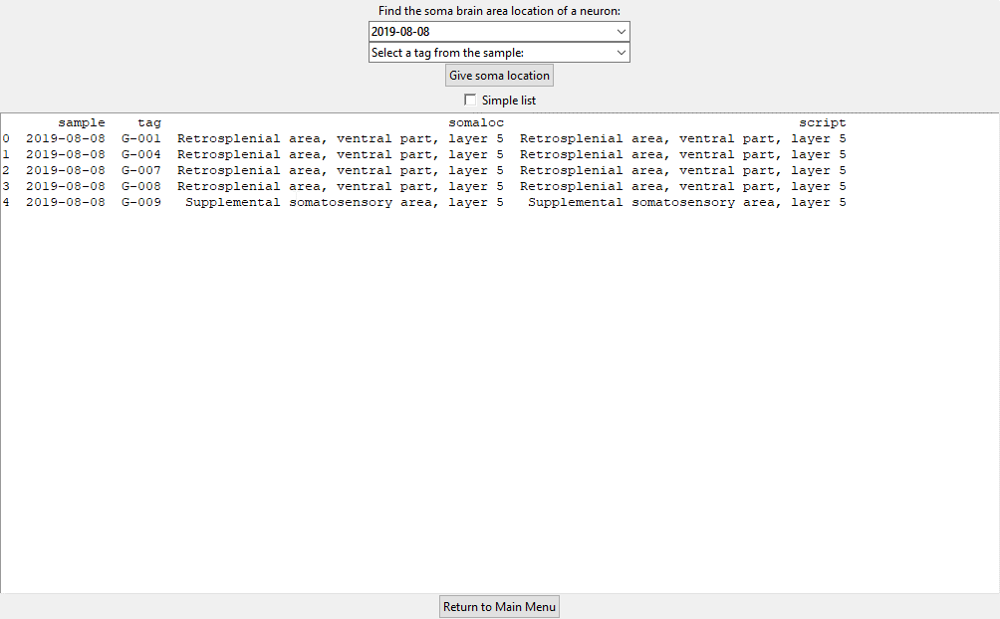 Find the soma brain area location of a neuron:
2019-08-08
Select a tag from the sample:
Give soma location
Simple list
sample tag somaloc script
0 2019-08-08 G-001 Retrosplenial area, ventral part, layer 5 Retrosplenial area, ventral part, layer 5
1 2019-08-08 G-004 Retrosplenial area, ventral part, layer 5 Retrosplenial area, ventral part, layer 5
2 2019-08-08 G-007 Retrosplenial area, ventral part, layer 5 Retrosplenial area, ventral part, layer 5
3 2019-08-08 G-008 Retrosplenial area, ventral part, layer 5 Retrosplenial area, ventral part, layer 5
4 2019-08-08 G-009 Supplemental somatosensory area, layer 5 Supplemental somatosensory area, layer 5
Return to Main Menu